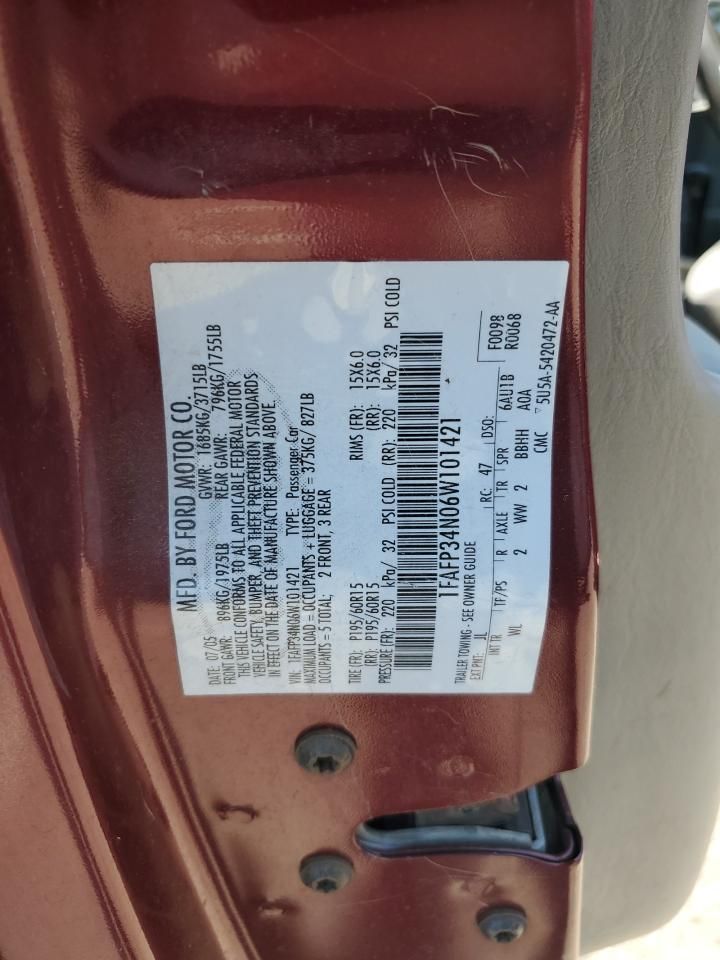 MFD. BY FORD MOTOR CO.
DATE: 07/05 GVWR: 1685KG/3715LB
FRONT GAWR: 896KG/1975LB REAR GAWR: 796KG/1755LB
THIS VEHICLE CONFORMS TO ALL APPLICABLE FEDERAL MOTOR
VEHICLE SAFETY, BUMPER, AND THEFT PREVENTION STANDARDS
IN EFFECT ON THE DATE OF MANUFACTURE SHOWN ABOVE.
VIN: 1FAFP34N06W101421 TYPE: Passenger Car
MAXIMUM LOAD = OCCUPANTS + LUGGAGE = 375KG/ 827LB
OCCUPANTS = 5 TOTAL; 2 FRONT, 3 REAR
TIRE (FR): P195/60R15 RIMS (FR): 15X6.0
(RR): P195/60R15 (RR): 15X6.0
PRESSURE (FR): 220 kPa/ 32 PSI COLD (RR): 220 kPa/ 32 PSI COLD
1FAFP34N06W101421
TRAILER TOWING - SEE OWNER GUIDE F0098
EXT PNT: JL RC: 47 DSO: R0068
INT TR TP/PS R AXLE TR SPR 6AU1B
WL 2 WW 2 BBHH A0A
CMC ▽5U5A-5420472-AA